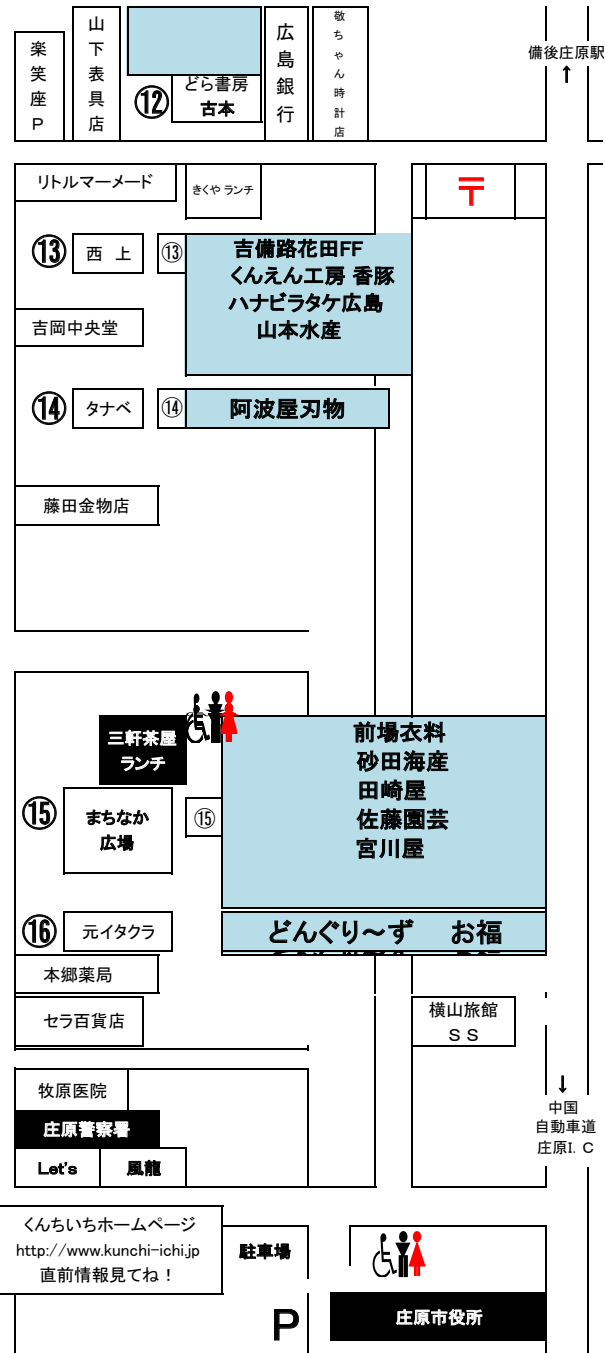 楽笑座P
山下表具店
⑫
どら書房
古本
広島銀行
敬ちゃん時計店
備後庄原駅
↑
リトルマーメード
きくや ランチ
〒
⑬
西 上
⑬
吉備路花田FF
くんえん工房 香豚
ハナビラタケ広島
山本水産
吉岡中央堂
⑭
タナベ
⑭
阿波屋刃物
藤田金物店
三軒茶屋
ランチ
前場衣料
砂田海産
田崎屋
佐藤園芸
宮川屋
⑮
まちなか
広場
⑮
⑯
元イタクラ
どんぐり~ず お福
本郷薬局
セラ百貨店
横山旅館
S S
牧原医院
庄原警察署
Let's
風龍
↓
中国
自動車道
庄原I. C
くんちいちホームページ
http://www.kunchi-ichi.jp
直前情報見てね！
駐車場
P
庄原市役所